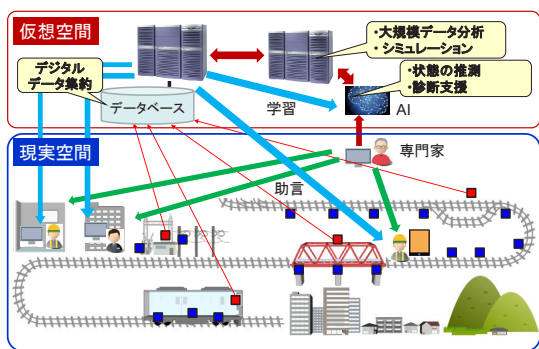 仮想空間
・大規模データ分析
・シミュレーション
デジタル
データ集約
・状態の推測
・診断支援
データベース
学習
AI
現実空間
専門家
助言